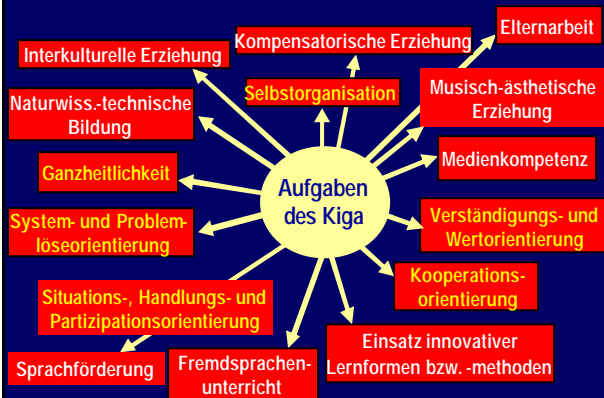 Elternarbeit
Kompensatorische Erziehung
Interkulturelle Erziehung
Selbstorganisation
Musisch-ästhetische
Erziehung
Naturwiss.-technische
Bildung
Medienkompetenz
Ganzheitlichkeit
Aufgaben
des Kiga
Verständigungs- und
Wertorientierung
System- und Problem-
löseorientierung
Kooperations-
orientierung
Situations-, Handlungs- und
Partizipationsorientierung
Einsatz innovativer
Lernformen bzw. -methoden
Sprachförderung
Fremdsprachen-
unterricht